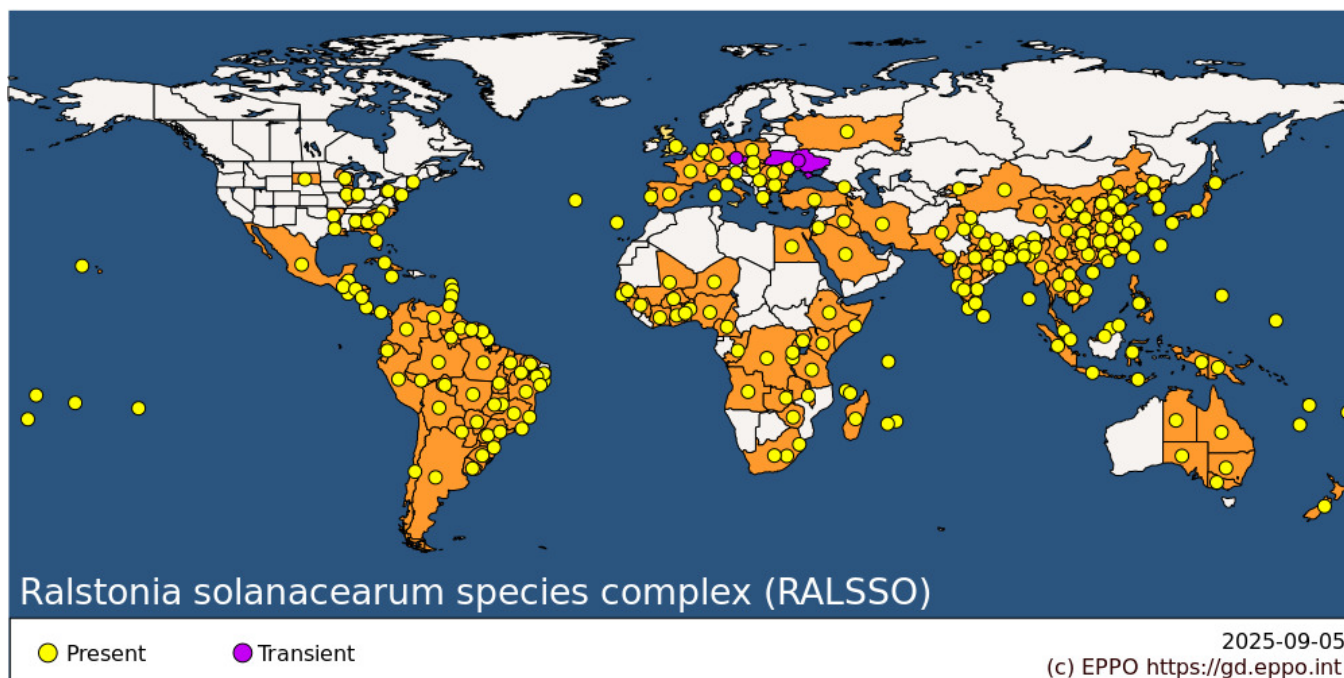 Ralstonia solanacearum species complex (RALSSO)
Present
Transient
2025-09-05
(c) EPPO https://gd.eppo.int